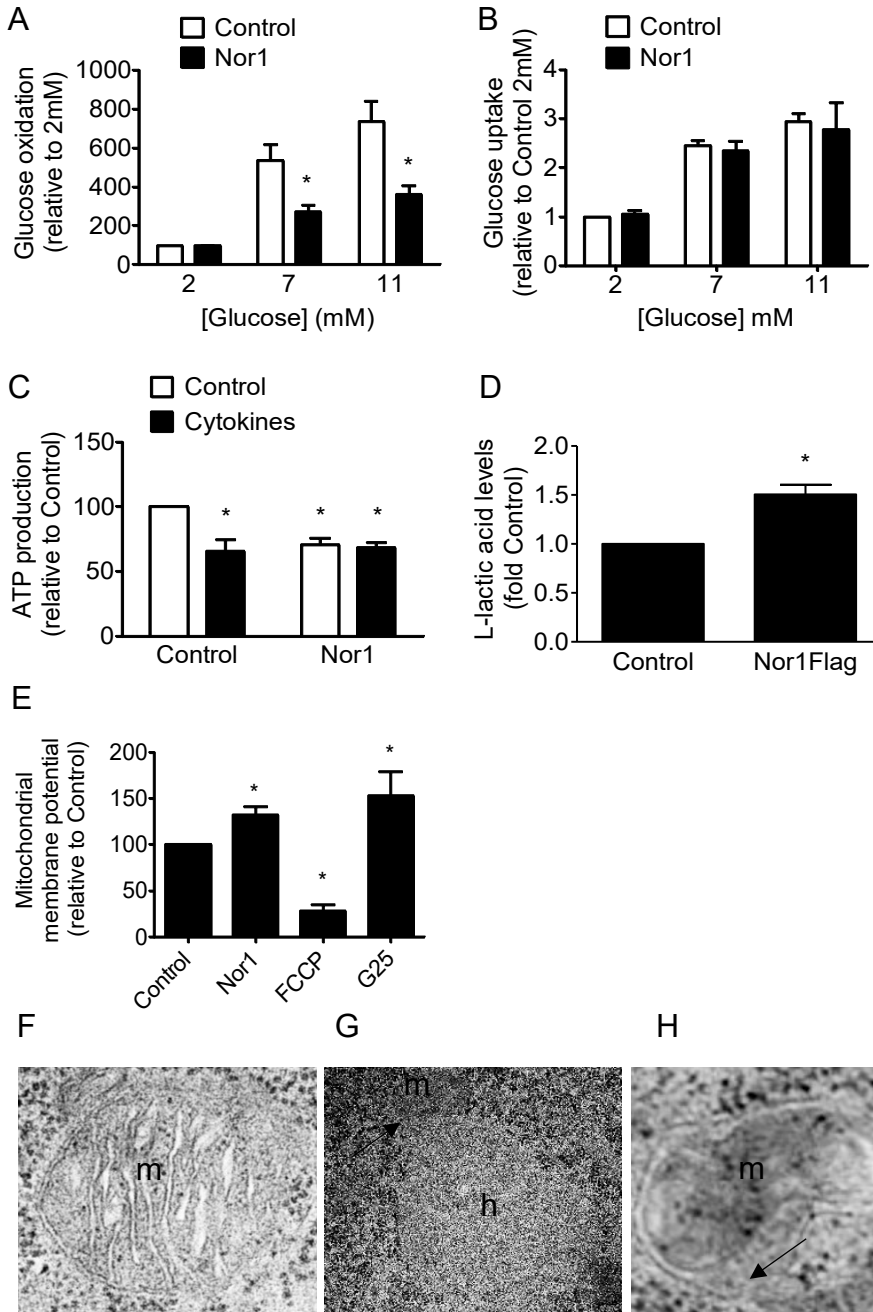 A
Control
Nor1
Glucose oxidation
(relative to 2mM)
1000
800
600
400
200
0
*
*
2 7 11
[Glucose] (mM)
B
Control
Nor1
Glucose uptake
(relative to Control 2mM)
4
3
2
1
0
2 7 11
[Glucose] mM
C
Control
Cytokines
ATP production
(relative to Control)
150
100
50
0
* * *
Control Nor1
D
L-lactic acid levels
(fold Control)
2.0
1.5
1.0
0.5
0.0
*
Control Nor1Flag
E
Mitochondrial
membrane potential
(relative to Control)
200
150
100
50
0
*
*
*
Control Nor1 FCCP G25
F
m
G
m
h
H
m